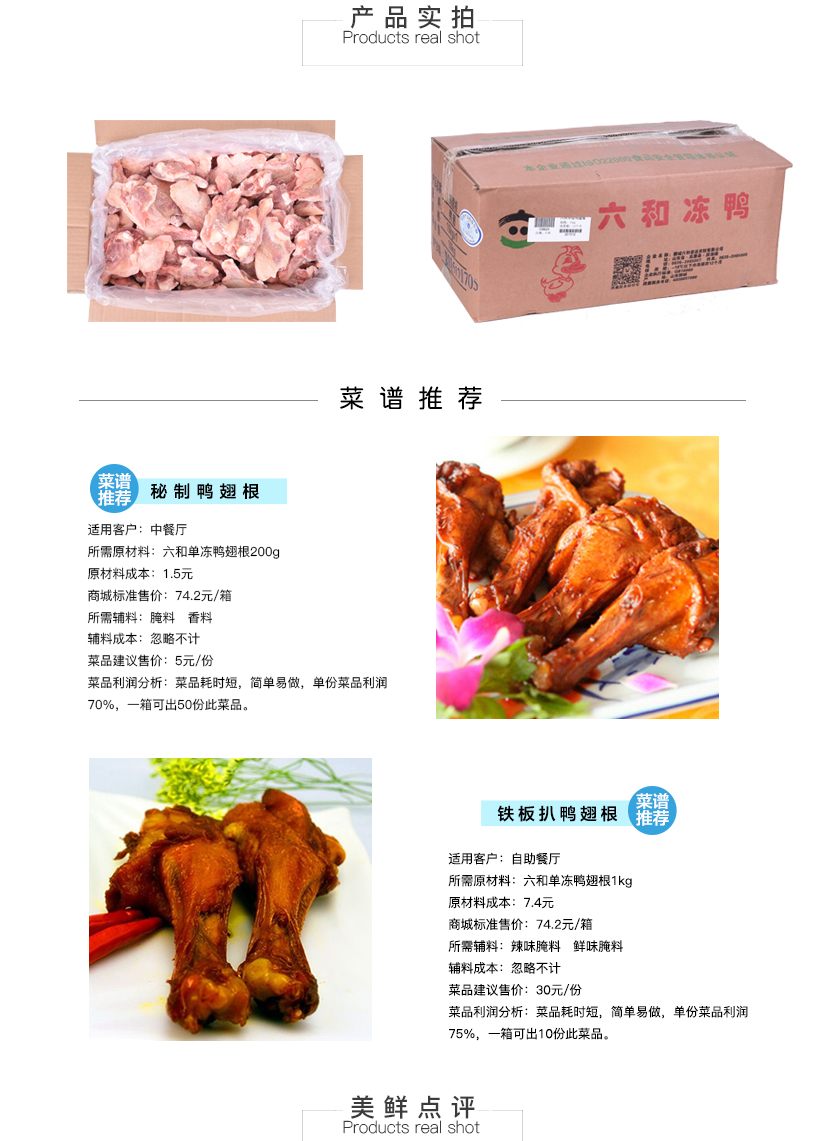 产品实拍
Products real shot
六和冻鸭
菜谱推荐
菜谱
推荐
秘制鸭翅根
适用客户：中餐厅
所需原材料：六和单冻鸭翅根200g
原材料成本：1.5元
商城标准售价：74.2元/箱
所需辅料：腌料　香料
辅料成本：忽略不计
菜品建议售价：5元/份
菜品利润分析：菜品耗时短，简单易做，单份菜品利润
70%，一箱可出50份此菜品。
铁板扒鸭翅根
菜谱
推荐
适用客户：自助餐厅
所需原材料：六和单冻鸭翅根1kg
原材料成本：7.4元
商城标准售价：74.2元/箱
所需辅料：辣味腌料　鲜味腌料
辅料成本：忽略不计
菜品建议售价：30元/份
菜品利润分析：菜品耗时短，简单易做，单份菜品利润
75%，一箱可出10份此菜品。
美鲜点评
Products real shot